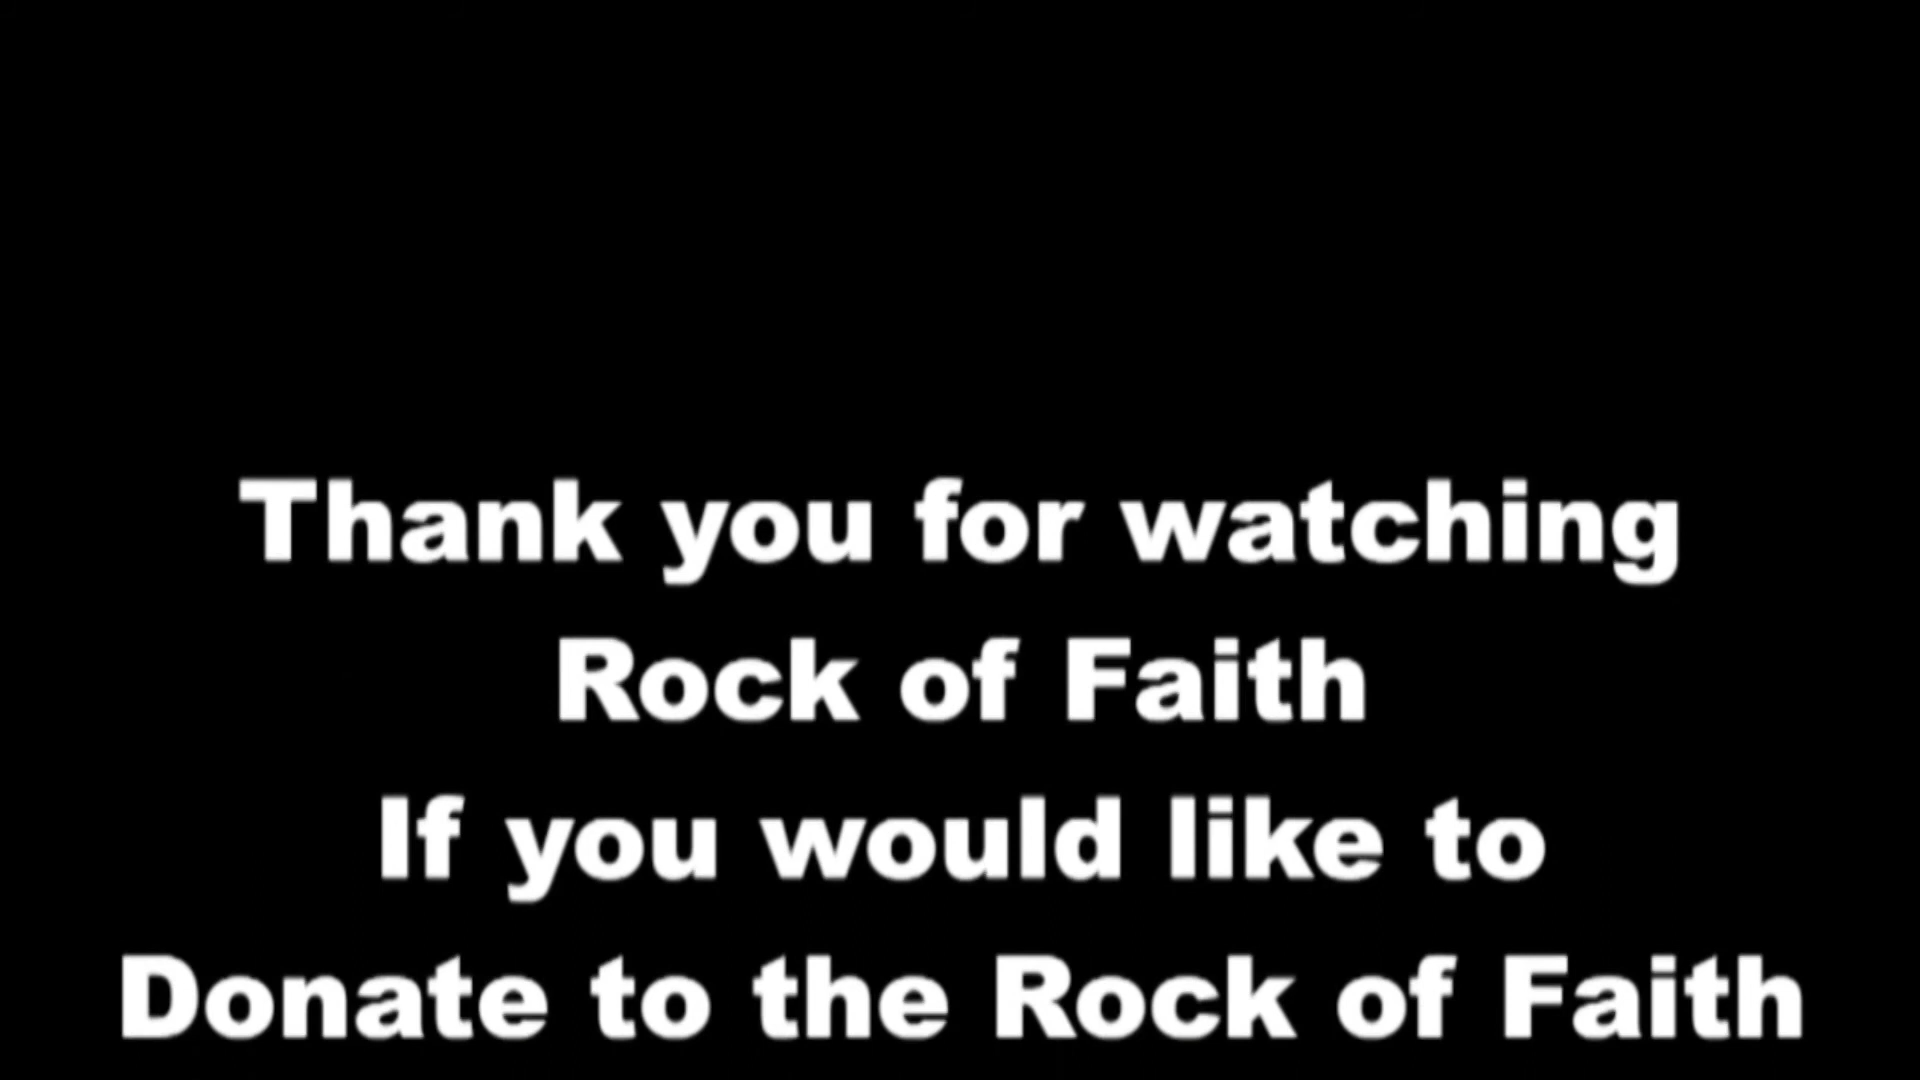 Thank you for watching
Rock of Faith
If you would like to
Donate to the Rock of Faith